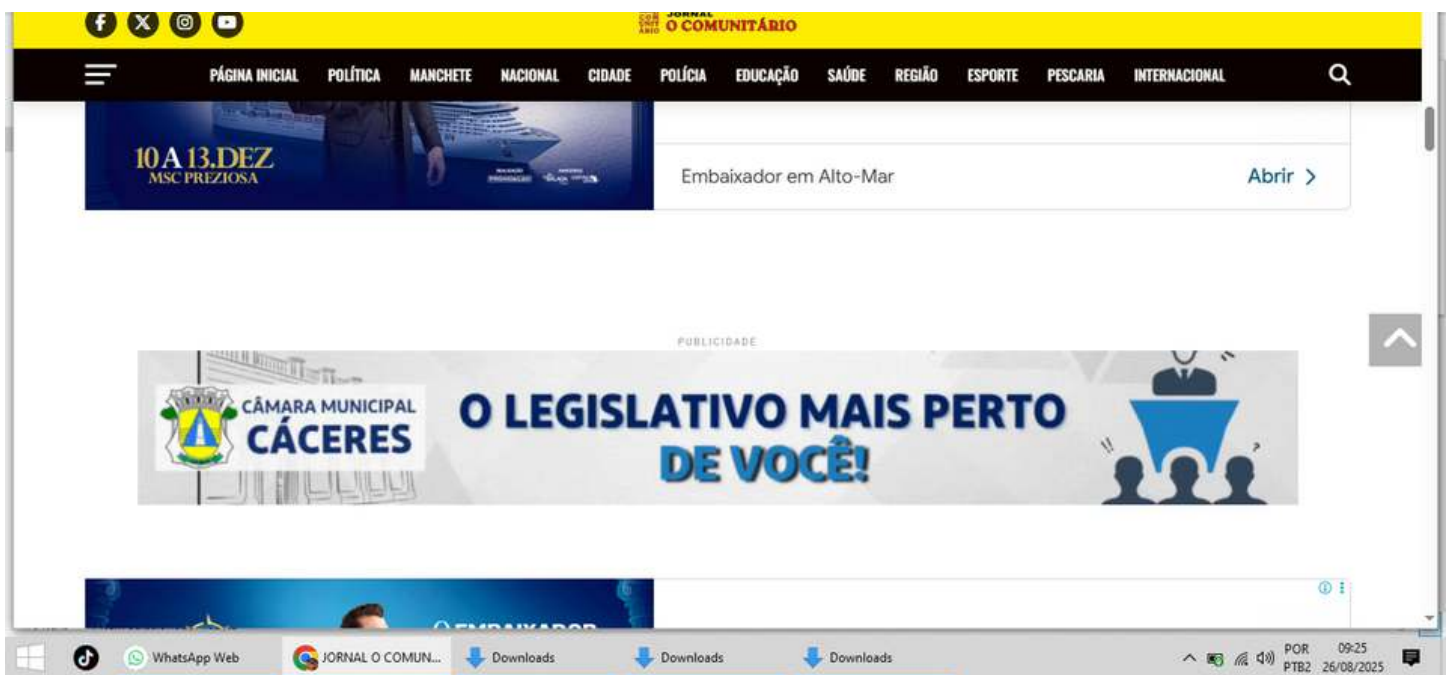 JORNAL
O COMUNITÁRIO
PÁGINA INICIAL POLÍTICA MANCHETE NACIONAL CIDADE POLÍCIA EDUCAÇÃO SAÚDE REGIÃO ESPORTE PESCARIA INTERNACIONAL
10 A 13.DEZ
MSC PREZIOSA
Embaixador em Alto-Mar
Abrir
PUBLICIDADE
CÂMARA MUNICIPAL
CÁCERES
O LEGISLATIVO MAIS PERTO
DE VOCÊ!
O EMBAIXADOR
WhatsApp Web
JORNAL O COMUN...
Downloads
Downloads
Downloads
POR
PTB2
09:25
26/08/2025